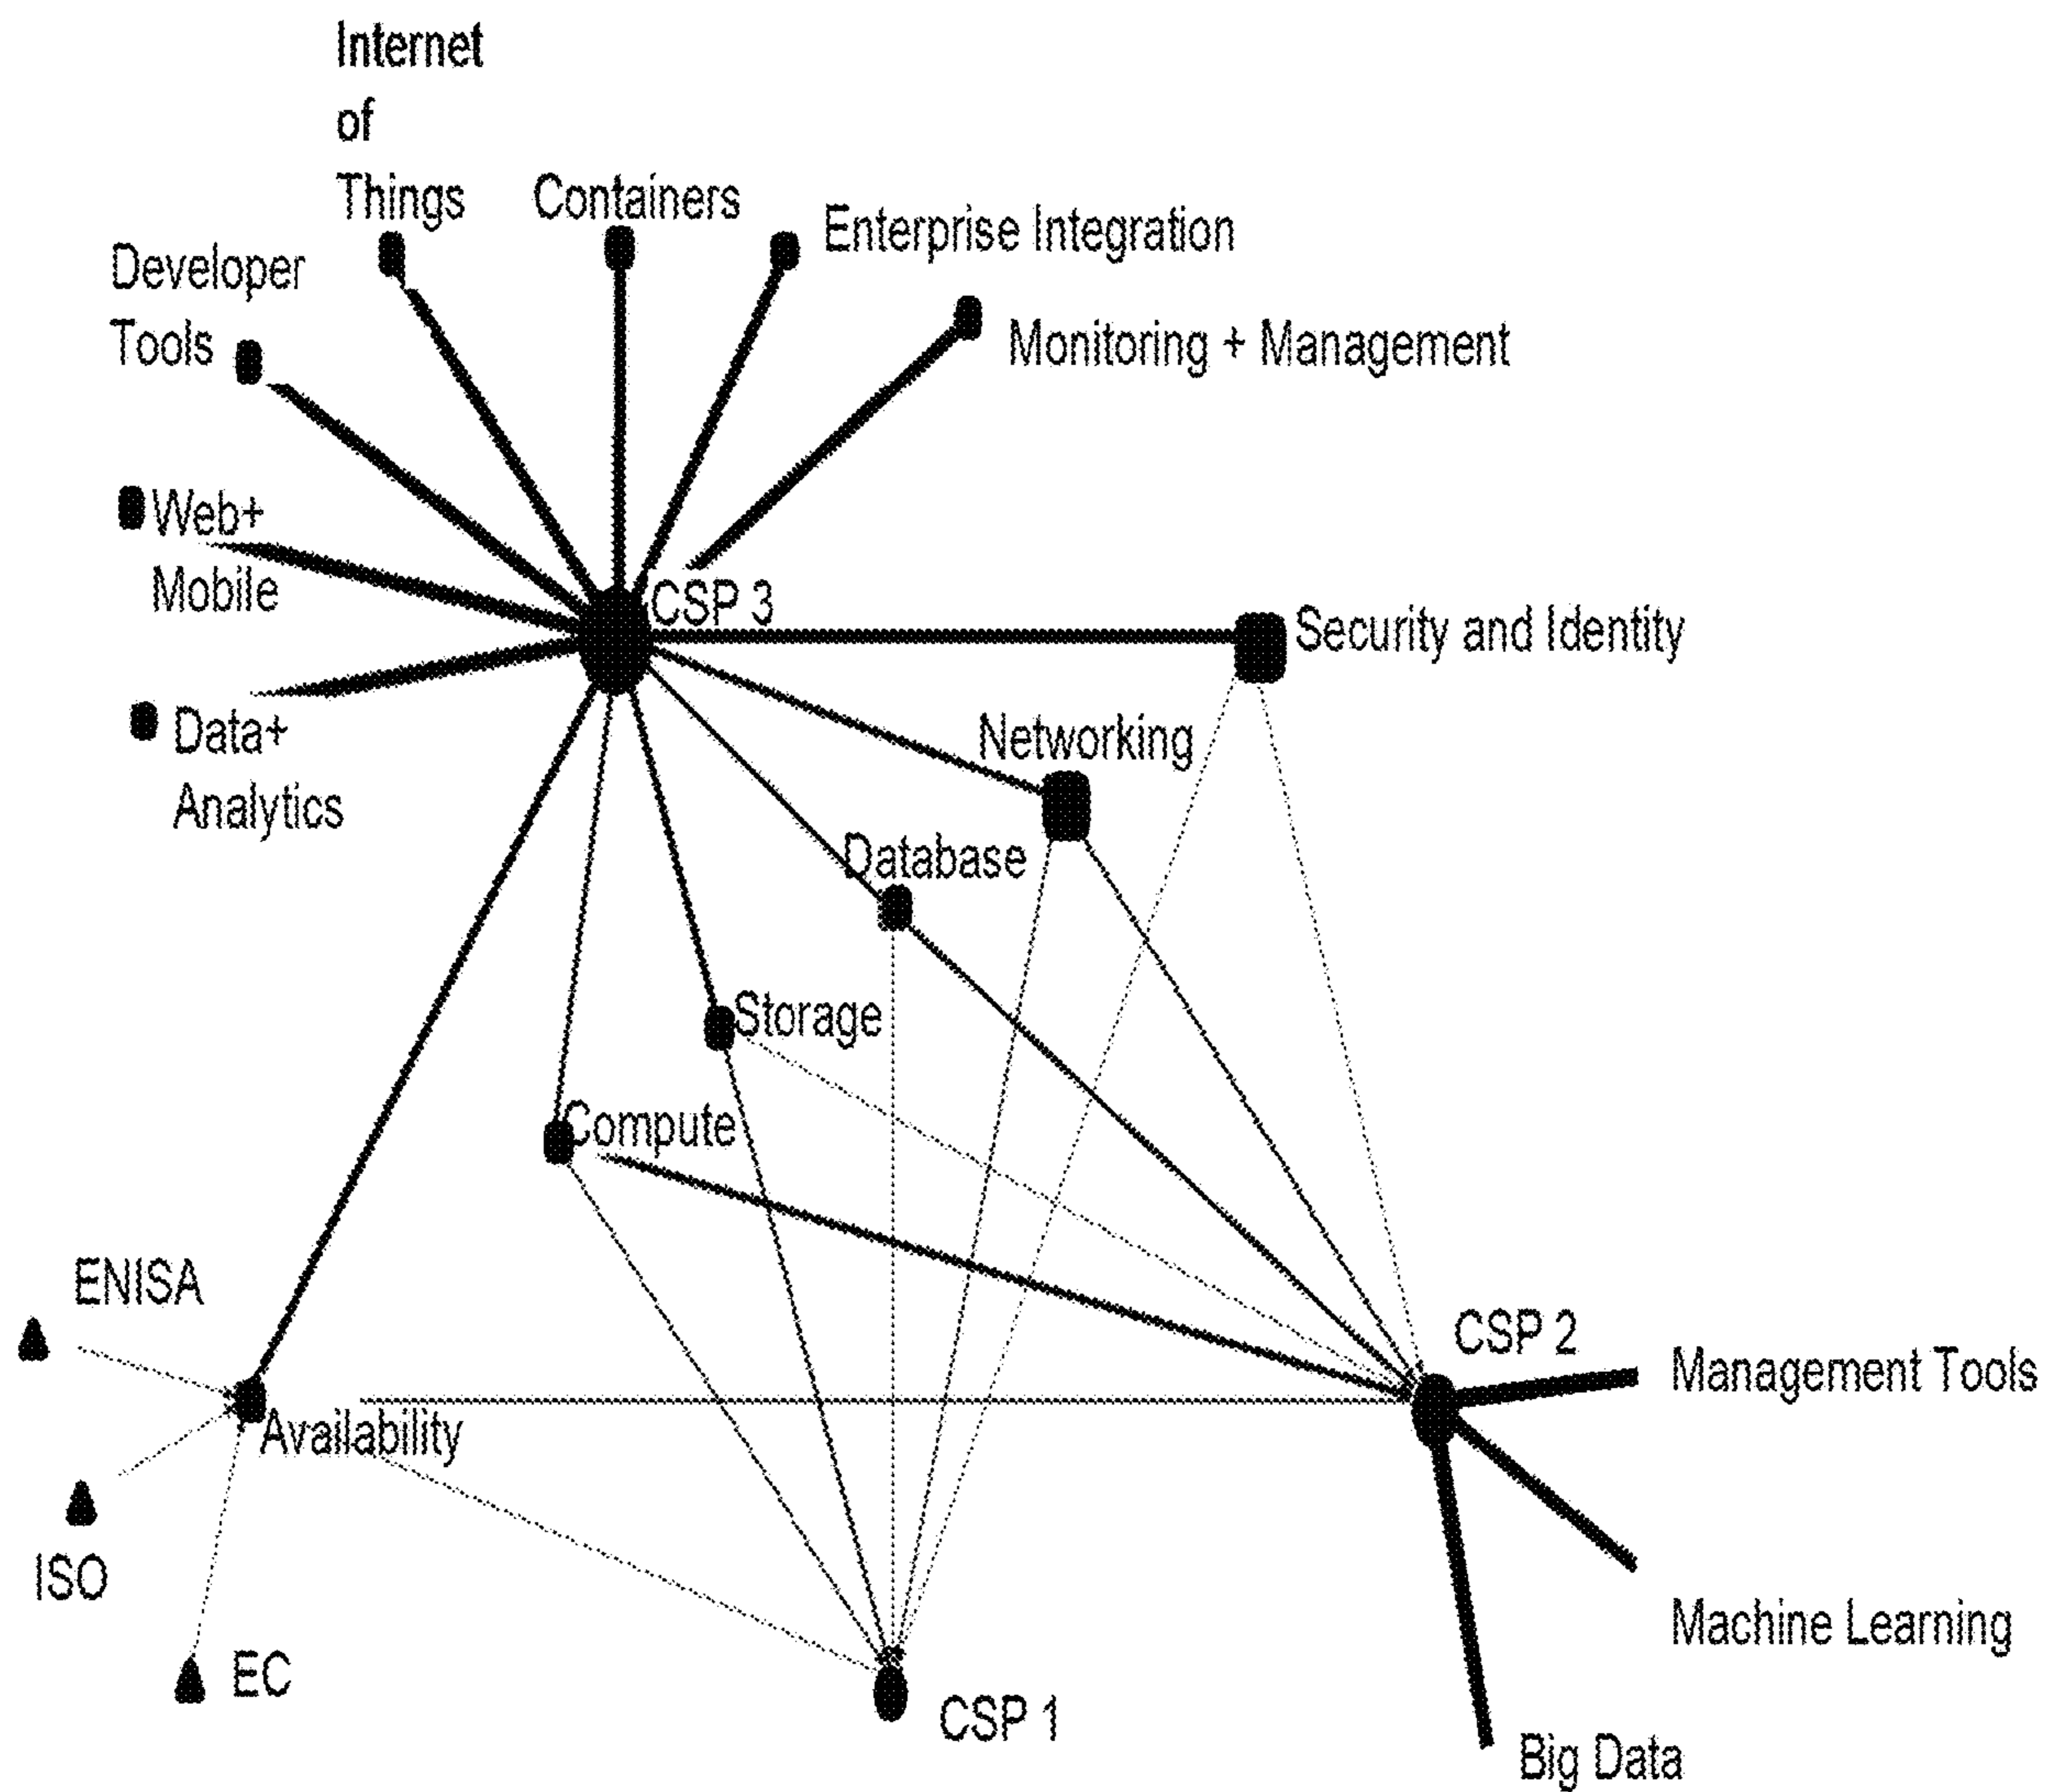 Internet
of
Things
Containers
Enterprise Integration
Developer
Tools
Monitoring + Management
Web+
Mobile
CSP 3
Security and Identity
Data+
Analytics
Networking
Database
Storage
Compute
ENISA
CSP 2
Management Tools
Availability
ISO
Machine Learning
EC
CSP 1
Big Data